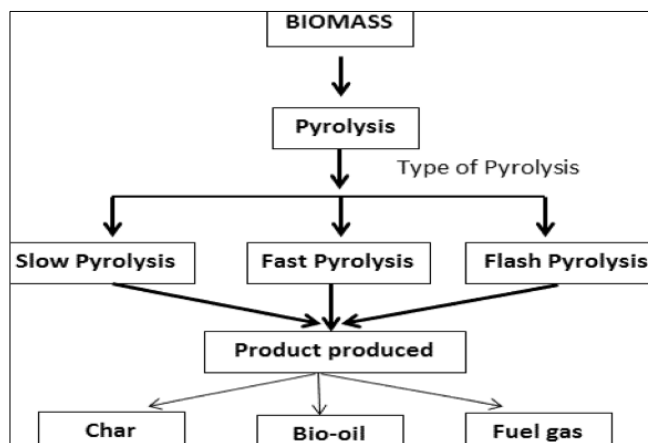 BIOMASS
Pyrolysis
Type of Pyrolysis
Slow Pyrolysis
Fast Pyrolysis
Flash Pyrolysis
Product produced
Char
Bio-oil
Fuel gas